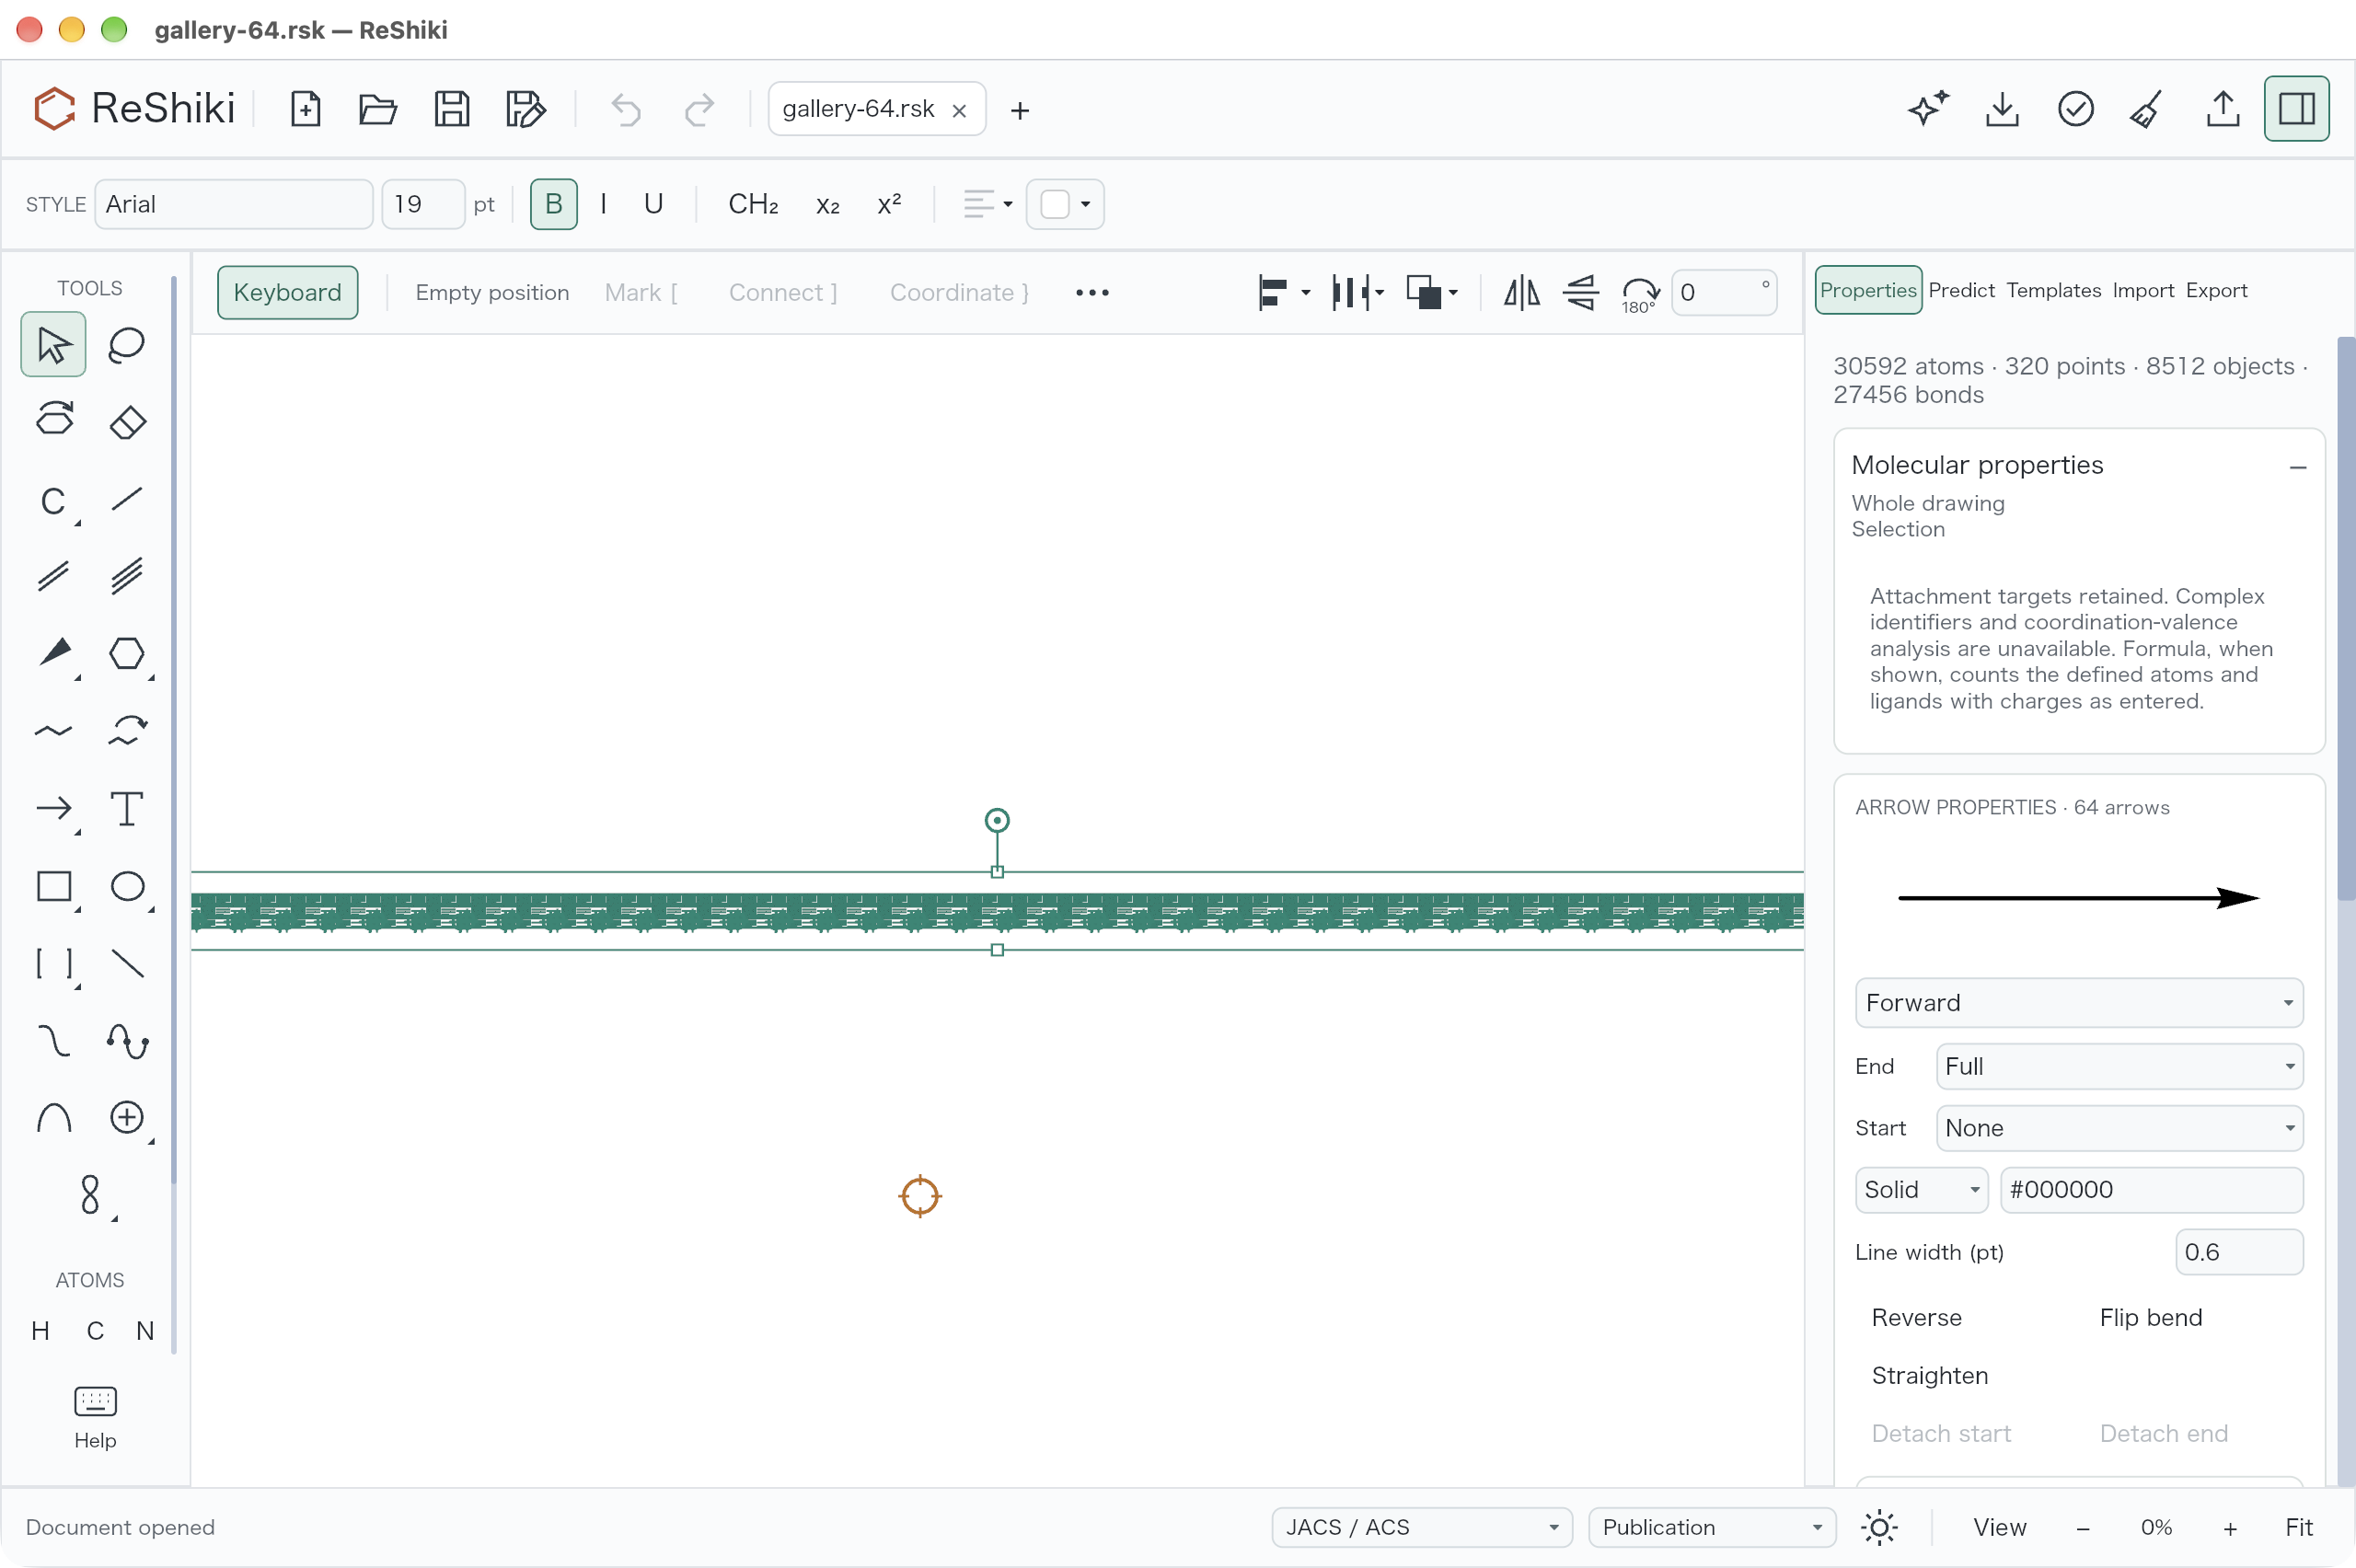 gallery-64.rsk — ReShiki
ReShiki
gallery-64.rsk × +
STYLE Arial 19 pt B I U CH₂ x₂ x²
TOOLS
Keyboard Empty position Mark [ Connect ] Coordinate } ••• 180° 0 °
Properties Predict Templates Import Export
30592 atoms · 320 points · 8512 objects ·
27456 bonds
Molecular properties –
Whole drawing
Selection
Attachment targets retained. Complex
identifiers and coordination-valence
analysis are unavailable. Formula, when
shown, counts the defined atoms and
ligands with charges as entered.
ARROW PROPERTIES · 64 arrows
Forward
End Full
Start None
Solid #000000
Line width (pt) 0.6
Reverse Flip bend
Straighten
Detach start Detach end
C
T
[ ]
ATOMS
H C N
Help
Document opened JACS / ACS Publication View – 0% + Fit